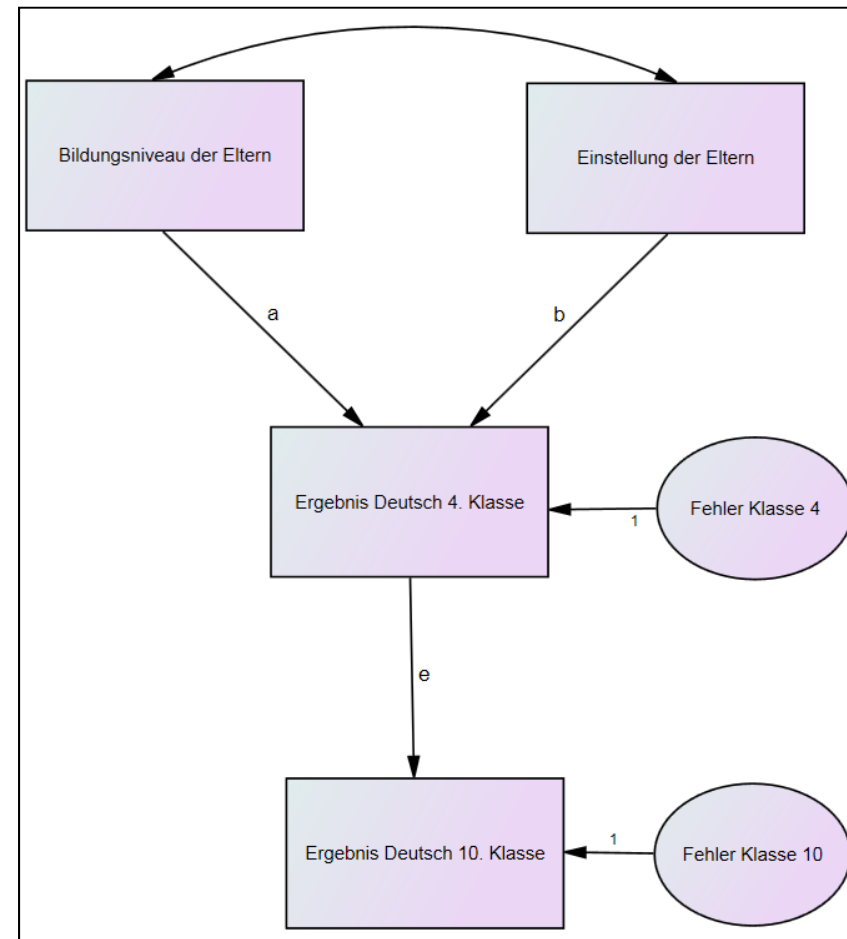 Bildungsniveau der Eltern
Einstellung der Eltern
a
b
Ergebnis Deutsch 4. Klasse
1
Fehler Klasse 4
e
Ergebnis Deutsch 10. Klasse
1
Fehler Klasse 10